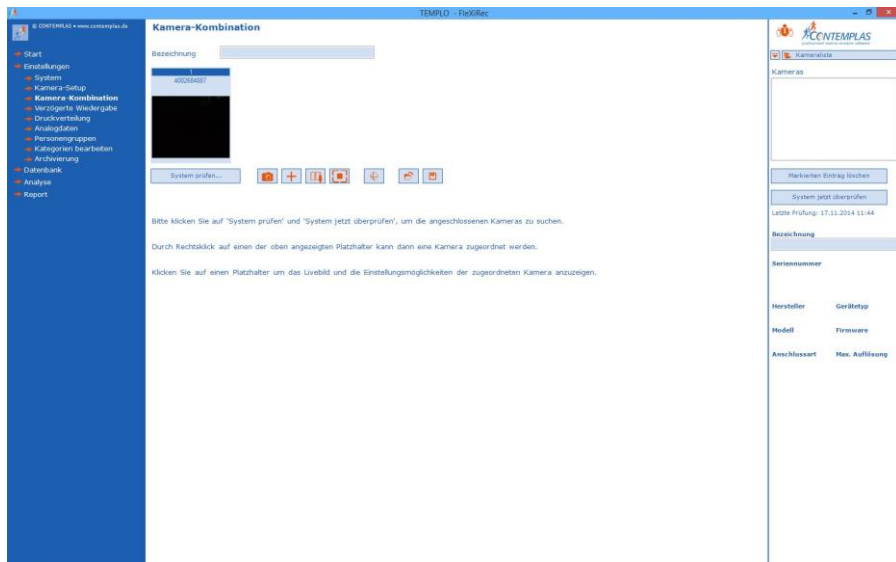 TEMPLO - FleXiRec
© CONTEMPLAS • www.contemplas.de
Start
Einstellungen
System
Kamera-Setup
Kamera-Kombination
Verzögerte Wiedergabe
Druckverteilung
Analogdaten
Personengruppen
Kategorien bearbeiten
Archivierung
Datenbank
Analyse
Report
Kamera-Kombination
Bezeichnung
1
4002684687
System prüfen...
Bitte klicken Sie auf 'System prüfen' und 'System jetzt überprüfen', um die angeschlossenen Kameras zu suchen.
Durch Rechtsklick auf einen der oben angezeigten Platzhalter kann dann eine Kamera zugeordnet werden.
Klicken Sie auf einen Platzhalter um das Livebild und die Einstellungsmöglichkeiten der zugeordneten Kamera anzuzeigen.
CONTEMPLAS
Kameraliste
Kameras
Markierten Eintrag löschen
System jetzt überprüfen
Letzte Prüfung: 17.11.2014 11:44
Bezeichnung
Seriennummer
Hersteller Gerätetyp
Modell Firmware
Anschlussart Max. Auflösung